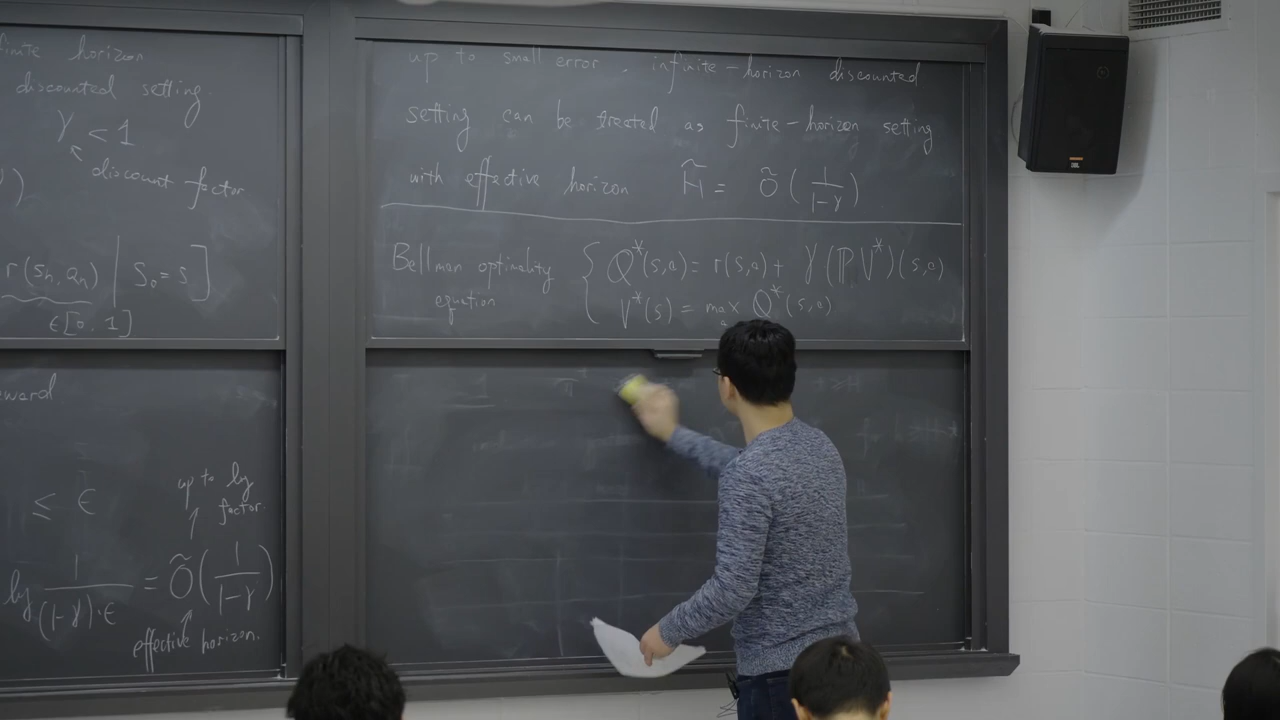 finite horizon
discounted setting.
γ < 1
discount factor
)
r(sₕ, aₕ) | S₀ = s ]
∈[0, 1]
eward
≤ ϵ
up to log
factor.
log 1/((1-γ)·ϵ) = Õ(1/(1-γ))
effective horizon.
up to small error, infinite-horizon discounted
setting can be treated as finite-horizon setting
with effective horizon H̃ = Õ(1/(1-γ))
Bellman optimality
equation
{ Q*(s,a) = r(s,a) + γ(ℙV*)(s,a)
V*(s) = max Q*(s,a)
a
JBL